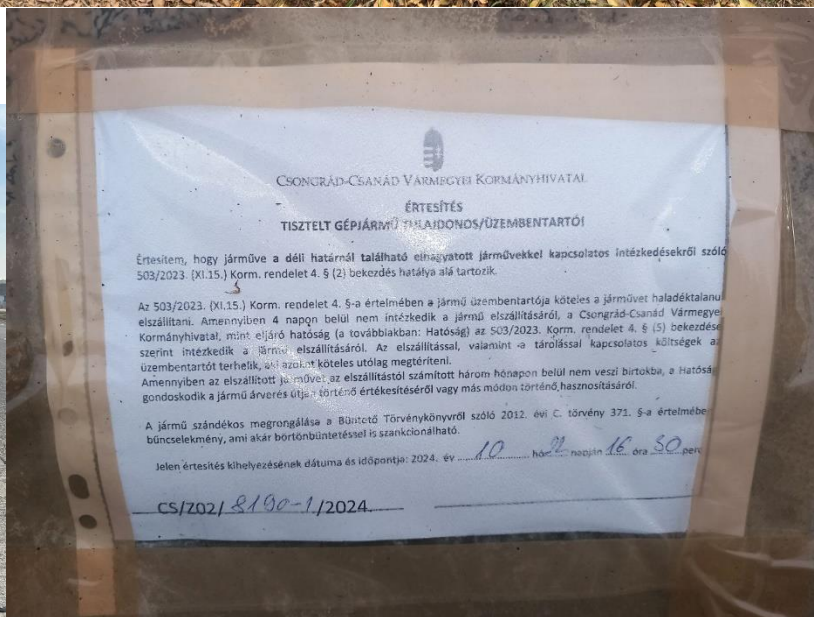 CSONGRÁD-CSANÁD VÁRMEGYEI KORMÁNYHIVATAL
ÉRTESÍTÉS
TISZTELT GÉPJÁRMŰ TULAJDONOS/ÜZEMBENTARTÓ!
Értesítem, hogy járműve a déli határnál található elhagyatott járművekkel kapcsolatos intézkedésekről szóló
503/2023. (XI.15.) Korm. rendelet 4. § (2) bekezdés hatálya alá tartozik.
Az 503/2023. (XI.15.) Korm. rendelet 4. §-a értelmében a jármű üzembentartója köteles a járművet haladéktalanu
elszállítani. Amennyiben 4 napon belül nem intézkedik a jármű elszállításáról, a Csongrád-Csanád Vármegye
Kormányhivatal, mint eljáró hatóság (a továbbiakban: Hatóság) az 503/2023. Korm. rendelet 4. § (5) bekezdése
szerint intézkedik a jármű elszállításáról. Az elszállítással, valamint a tárolással kapcsolatos költségek az
üzembentartót terhelik, aki azokat köteles utólag megtéríteni.
Amennyiben az elszállított járművet az elszállítástól számított három hónapon belül nem veszi birtokba, a Hatóság
gondoskodik a jármű árverés útján történő értékesítéséről vagy más módon történő hasznosításáról.
A jármű szándékos megrongálása a Büntető Törvénykönyvről szóló 2012. évi C. törvény 371. §-a értelmébe
bűncselekmény, ami akár börtönbüntetéssel is szankcionálható.
Jelen értesítés kihelyezésének dátuma és időpontja: 2024. év 10 hó 22 napján 16 óra 50 perc
CS/Z02/ 8190-1 /2024.